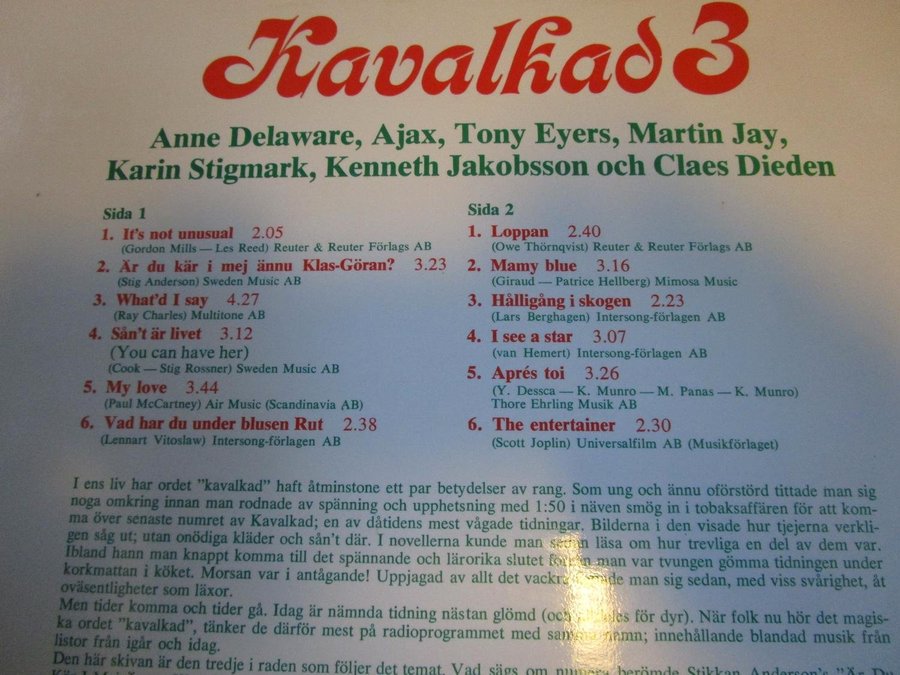 Kavalkad 3
Anne Delaware, Ajax, Tony Eyers, Martin Jay,
Karin Stigmark, Kenneth Jakobsson och Claes Dieden
Sida 1
1. It's not unusual 2.05
(Gordon Mills — Les Reed) Reuter & Reuter Förlags AB
2. Är du kär i mej ännu Klas-Göran? 3.23
(Stig Anderson) Sweden Music AB
3. What'd I say 4.27
(Ray Charles) Multitone AB
4. Sån't är livet 3.12
(You can have her)
(Cook — Stig Rossner) Sweden Music AB
5. My love 3.44
(Paul McCartney) Air Music (Scandinavia AB)
6. Vad har du under blusen Rut 2.38
(Lennart Vitoslaw) Intersong-förlagen AB
Sida 2
1. Loppan 2.40
(Owe Thörnqvist) Reuter & Reuter Förlags AB
2. Mamy blue 3.16
(Giraud — Patrice Hellberg) Mimosa Music
3. Hålligång i skogen 2.23
(Lars Berghagen) Intersong-förlagen AB
4. I see a star 3.07
(van Hemert) Intersong-förlagen AB
5. Aprés toi 3.26
(Y. Dessca — K. Munro — M. Panas — K. Munro)
Thore Ehrling Musik AB
6. The entertainer 2.30
(Scott Joplin) Universalfilm AB (Musikförlaget)
I ens liv har ordet ”kavalkad” haft åtminstone ett par betydelser av rang. Som ung och ännu oförstörd tittade man sig
noga omkring innan man rodnade av spänning och upphetsning med 1:50 i näven smög in i tobaksaffären för att kom-
ma över senaste numret av Kavalkad; en av dåtidens mest vågade tidningar. Bilderna i den visade hur tjejerna verkli-
gen såg ut; utan onödiga kläder och sån't där. I novellerna kunde man sedan läsa om hur trevliga en del av dem var.
Ibland hann man knappt komma till det spännande och lärorika slutet förrän man var tvungen gömma tidningen under
korkmattan i köket. Morsan var i antågande! Uppjagad av allt det vackra man sig sedan, med viss svårighet, åt
oväsentligheter som läxor.
Men tider komma och tider gå. Idag är nämnda tidning nästan glömd (och för dyr). När folk nu hör det magis-
ka ordet ”kavalkad”, tänker de därför mest på radioprogrammet med samma namn; innehållande blandad musik från
listor från igår och idag.
Den här skivan är den tredje i raden som följer det temat. Vad sägs om numera berömde Stikkan Anderson's ”Är Du